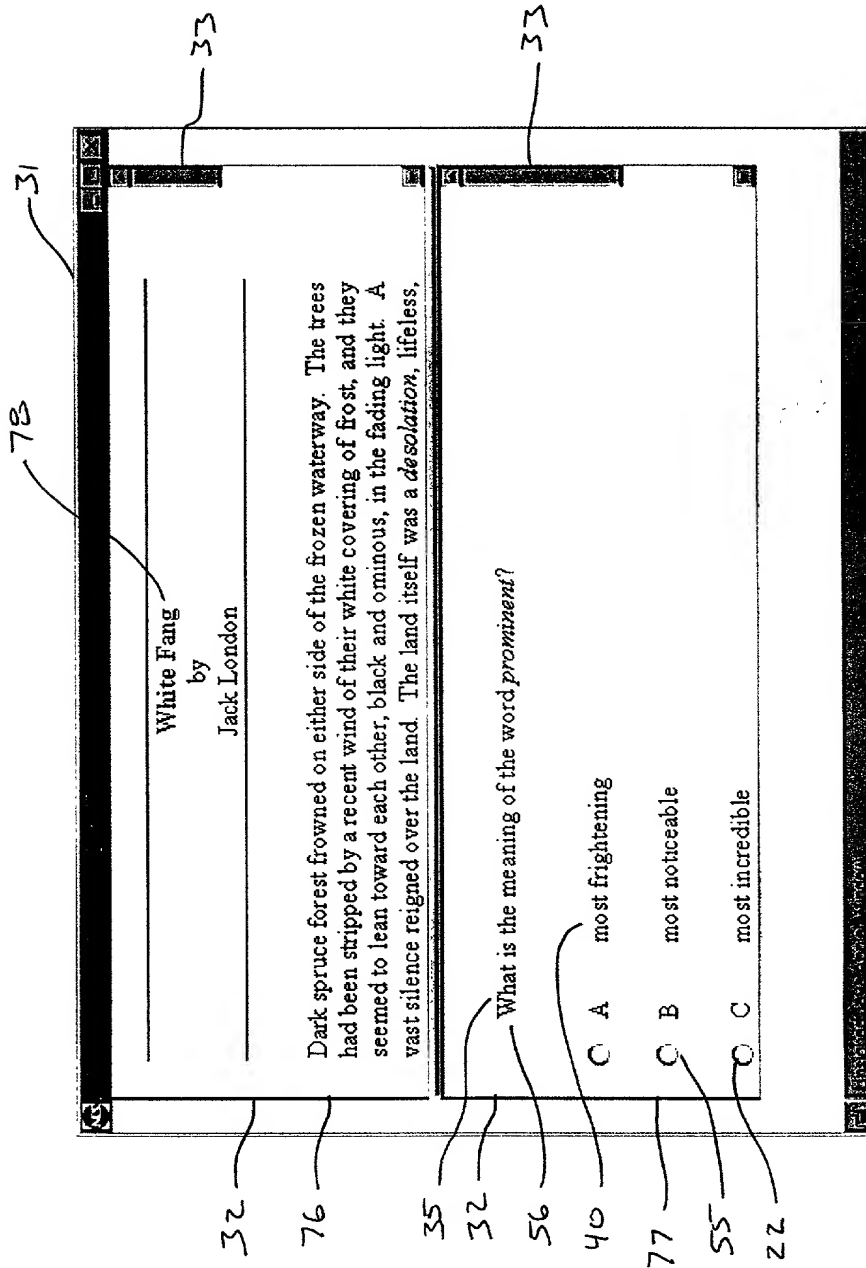 78
31
White Fang
by
Jack London
33
32
76
Dark spruce forest frowned on either side of the frozen waterway. The trees
had been stripped by a recent wind of their white covering of frost, and they
seemed to lean toward each other, black and ominous, in the fading light. A
vast silence reigned over the land. The land itself was a desolation, lifeless,
33
35
32
56
What is the meaning of the word prominent?
40
A most frightening
77
B most noticeable
55
C most incredible
22